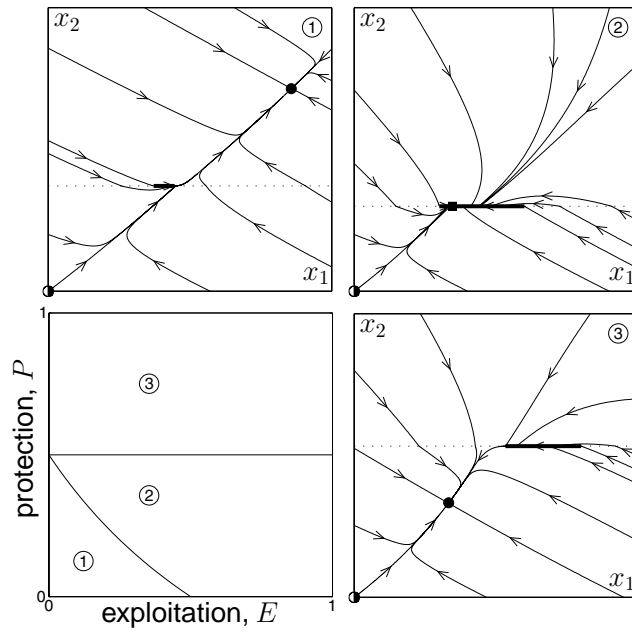 x₂ ①
x₁
x₂ ②
x₁
1
③
②
①
0
0 1
protection, P
exploitation, E
x₂ ③
x₁